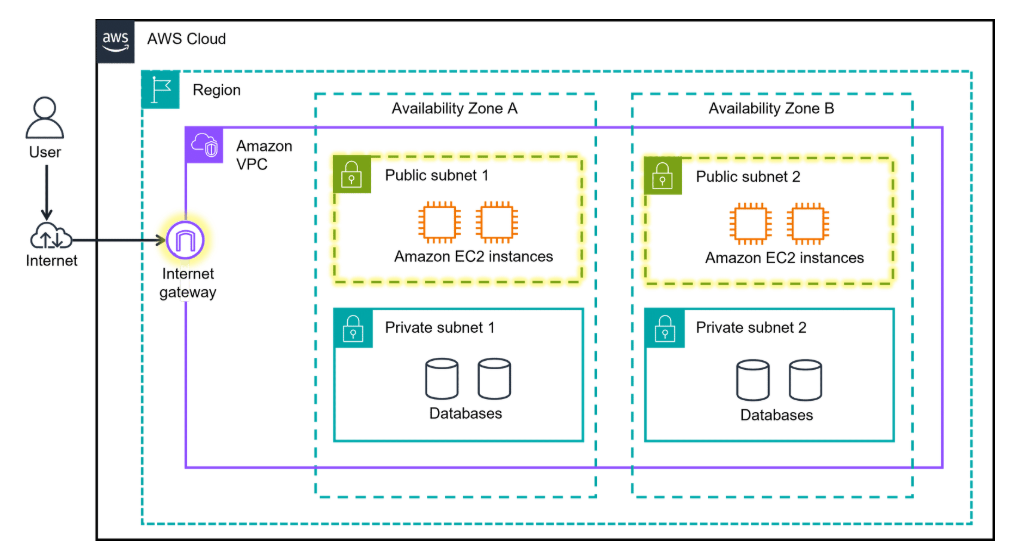 aws
AWS Cloud
Region
Availability Zone A
Availability Zone B
User
Amazon
VPC
Public subnet 1
Public subnet 2
Internet
Internet
gateway
Amazon EC2 instances
Amazon EC2 instances
Private subnet 1
Private subnet 2
Databases
Databases